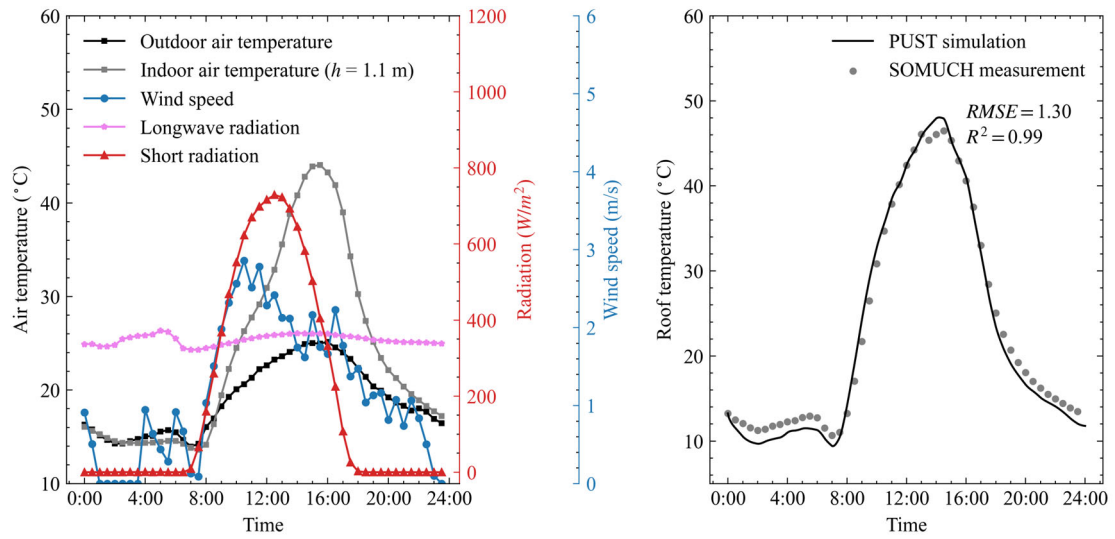 Outdoor air temperature
Indoor air temperature (h = 1.1 m)
Wind speed
Longwave radiation
Short radiation
60
50
40
30
20
10
Air temperature (°C)
0:00 4:00 8:00 12:00 16:00 20:00 24:00
Time
1200
1000
800
600
400
200
0
Radiation (W/m²)
6
5
4
3
2
1
0
Wind speed (m/s)
PUST simulation
SOMUCH measurement
RMSE = 1.30
R² = 0.99
60
50
40
30
20
10
Roof temperature (°C)
0:00 4:00 8:00 12:00 16:00 20:00 24:00
Time